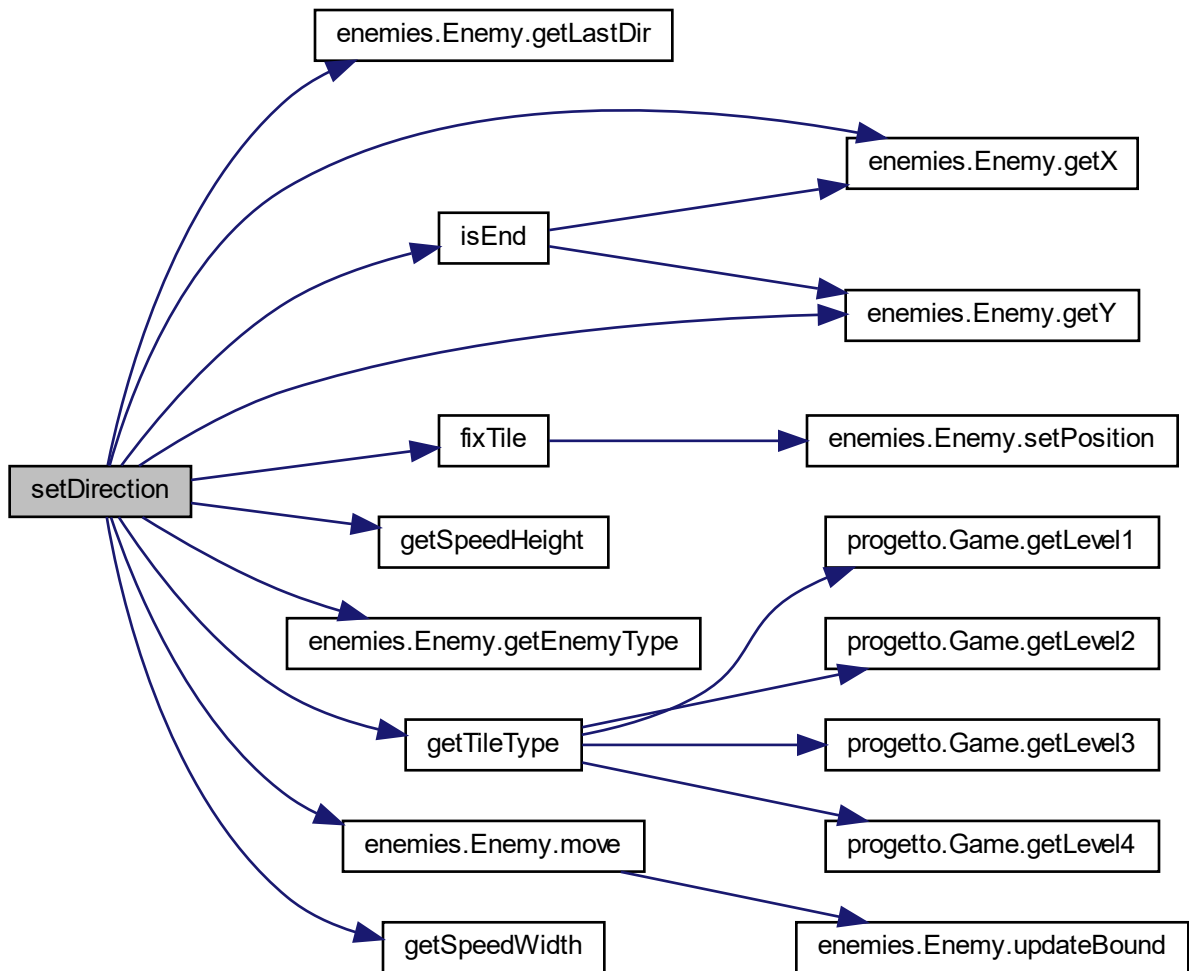 enemies.Enemy.getLastDir
enemies.Enemy.getX
isEnd
enemies.Enemy.getY
fixTile
enemies.Enemy.setPosition
setDirection
getSpeedHeight
progetto.Game.getLevel1
enemies.Enemy.getEnemyType
progetto.Game.getLevel2
getTileType
progetto.Game.getLevel3
enemies.Enemy.move
progetto.Game.getLevel4
getSpeedWidth
enemies.Enemy.updateBound